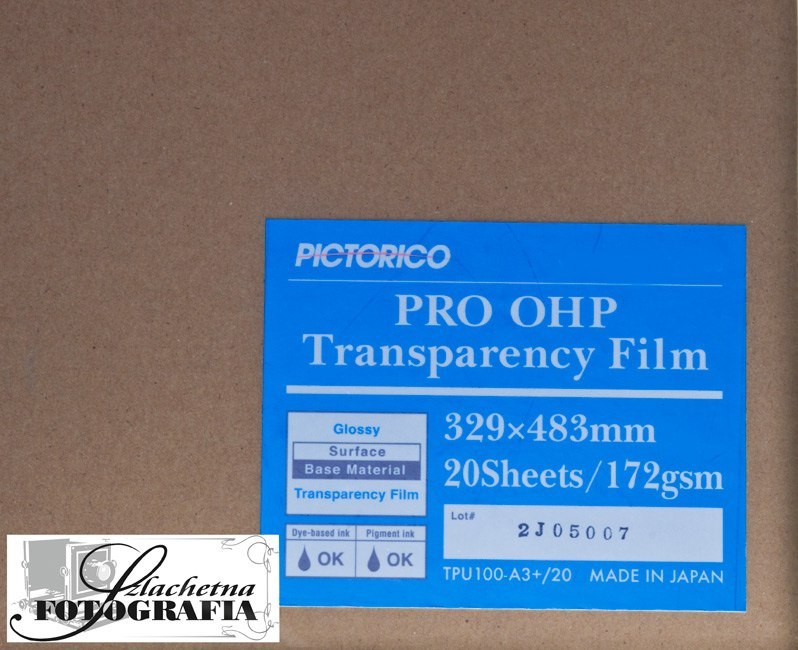 PICTORICO
PRO OHP
Transparency Film
Glossy
Surface
Base Material
Transparency Film
329×483mm
20Sheets/172gsm
Dye-based ink
OK
Pigment ink
OK
Lot#
2J05007
TPU100-A3+/20 MADE IN JAPAN
Szlachetna
FOTOGRAFIA